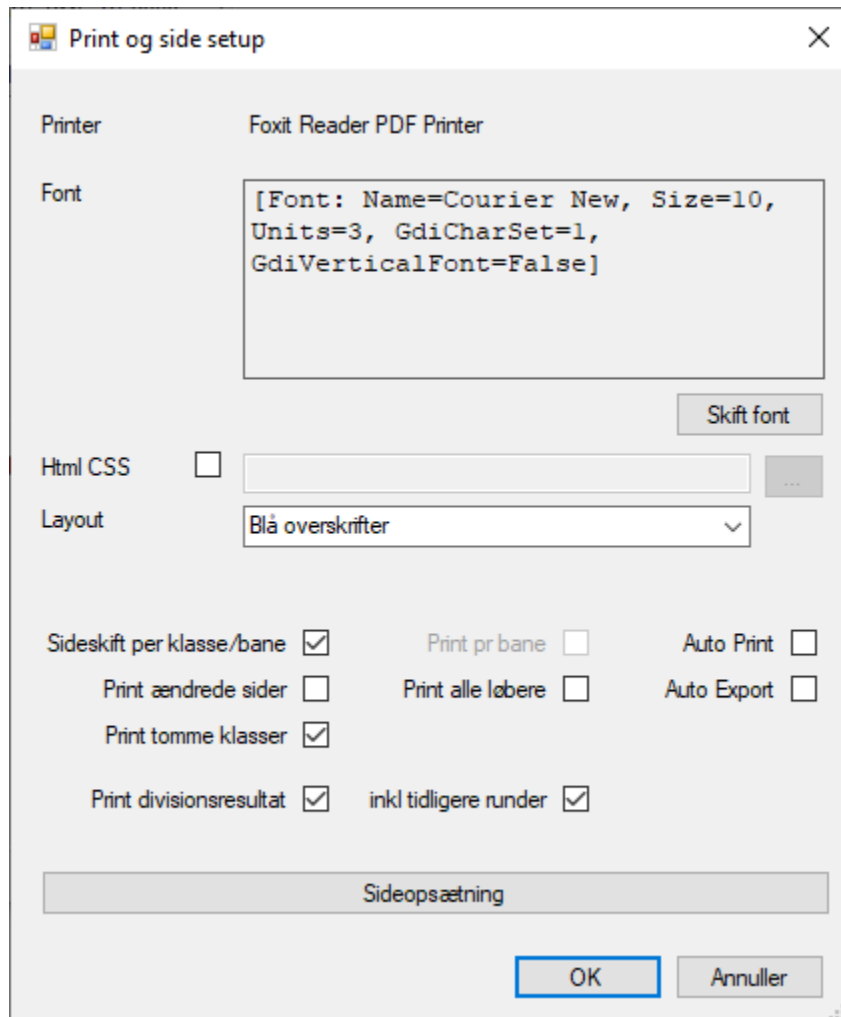 Print og side setup
Printer Foxit Reader PDF Printer
Font
[Font: Name=Courier New, Size=10,
Units=3, GdiCharSet=1,
GdiVerticalFont=False]
Skift font
Html CSS ...
Layout Blå overskrifter
Sideskift per klasse/bane Print pr bane Auto Print
Print ændrede sider Print alle løbere Auto Export
Print tomme klasser
Print divisionsresultat inkl tidligere runder
Sideopsætning
OK Annuller